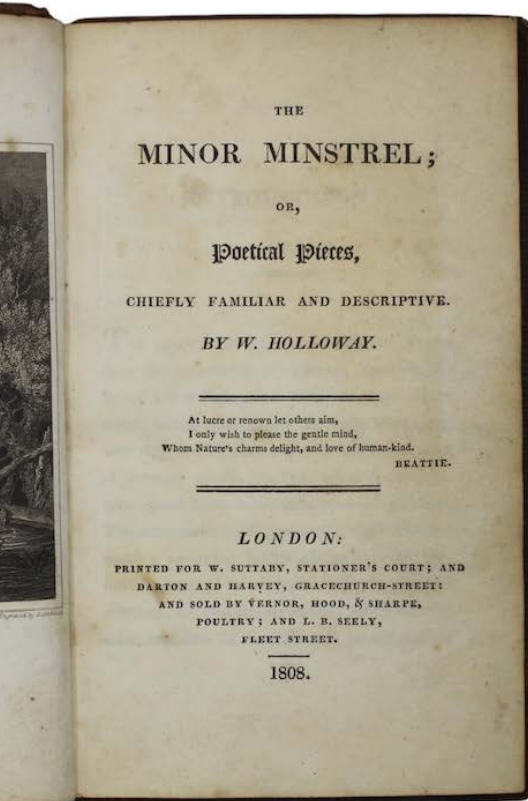 THE
MINOR MINSTREL;
OR,
Poetical Pieces,
CHIEFLY FAMILIAR AND DESCRIPTIVE.
BY W. HOLLOWAY.
At lucre or renown let others aim,
I only wish to please the gentle mind,
Whom Nature's charms delight, and love of human-kind.
BEATTIE.
LONDON:
PRINTED FOR W. SUTTABY, STATIONER'S COURT; AND
DARTON AND HARVEY, GRACECHURCH-STREET:
AND SOLD BY VERNOR, HOOD, & SHARPE,
POULTRY; AND L. B. SEELY,
FLEET STREET.
1808.
Engraved by